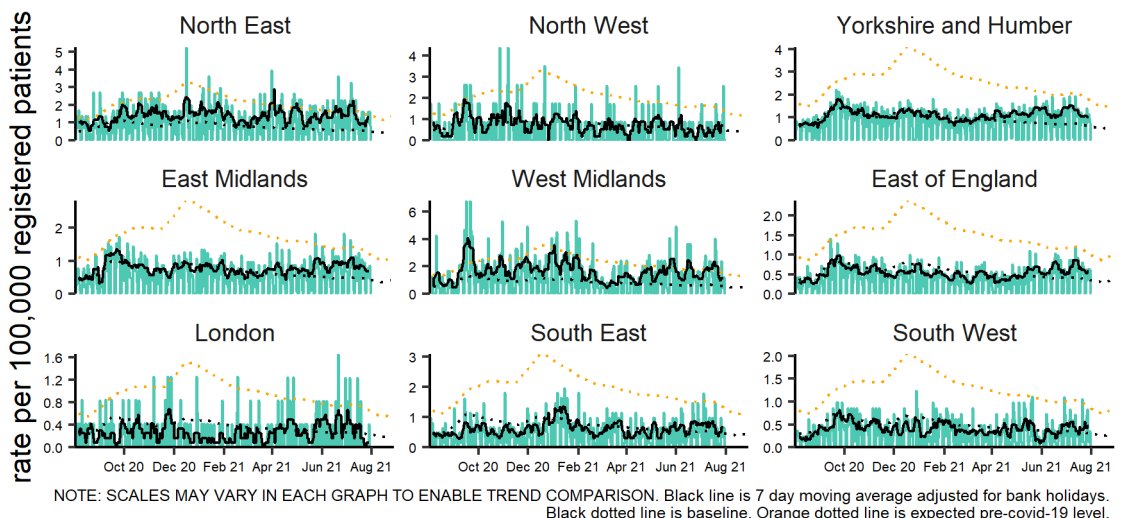 rate per 100,000 registered patients
North East
5
4
3
2
1
0
North West
4
3
2
1
0
Yorkshire and Humber
4
3
2
1
0
East Midlands
2
1
0
West Midlands
6
4
2
0
East of England
2.0
1.5
1.0
0.5
0.0
London
1.6
1.2
0.8
0.4
0.0
Oct 20 Dec 20 Feb 21 Apr 21 Jun 21 Aug 21
South East
3
2
1
0
Oct 20 Dec 20 Feb 21 Apr 21 Jun 21 Aug 21
South West
2.0
1.5
1.0
0.5
0.0
Oct 20 Dec 20 Feb 21 Apr 21 Jun 21 Aug 21
NOTE: SCALES MAY VARY IN EACH GRAPH TO ENABLE TREND COMPARISON. Black line is 7 day moving average adjusted for bank holidays.
Black dotted line is baseline. Orange dotted line is expected pre-covid-19 level.